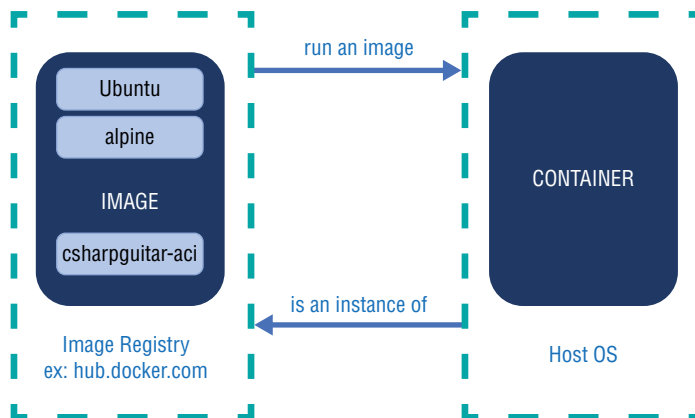 run an image
Ubuntu
alpine
IMAGE
CONTAINER
csharpguitar-aci
is an instance of
Image Registry
ex: hub.docker.com
Host OS